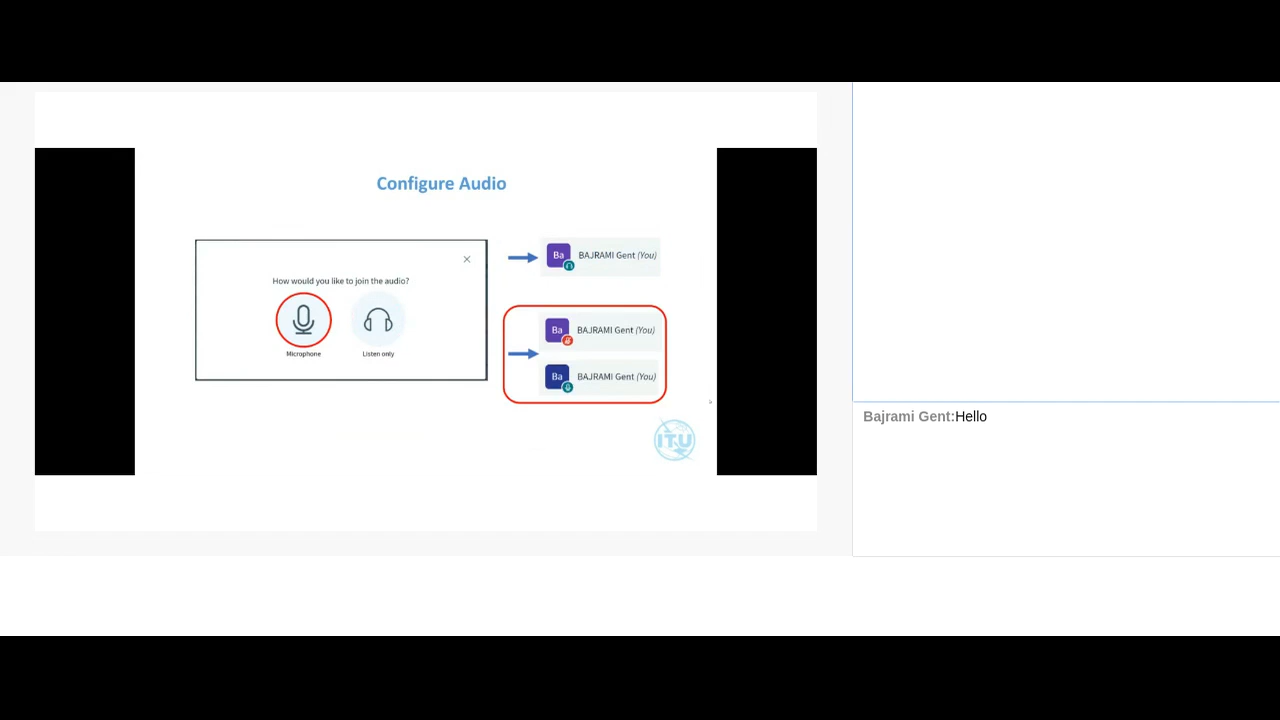 Configure Audio
How would you like to join the audio?
Microphone
Listen only
Ba BAJRAMI Gent (You)
Ba BAJRAMI Gent (You)
Ba BAJRAMI Gent (You)
ITU
Bajrami Gent:Hello